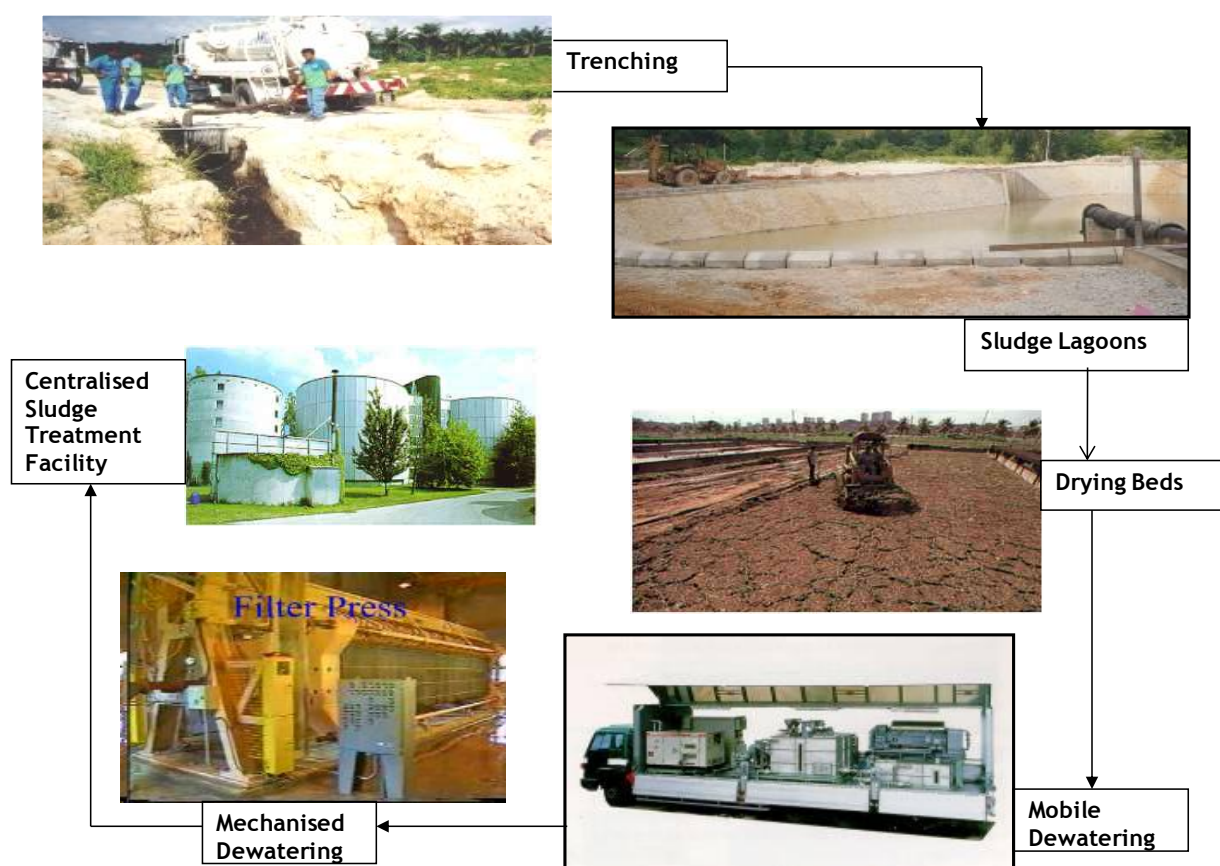 Trenching
Sludge Lagoons
Centralised
Sludge
Treatment
Facility
Drying Beds
Filter Press
Mobile
Dewatering
Mechanised
Dewatering